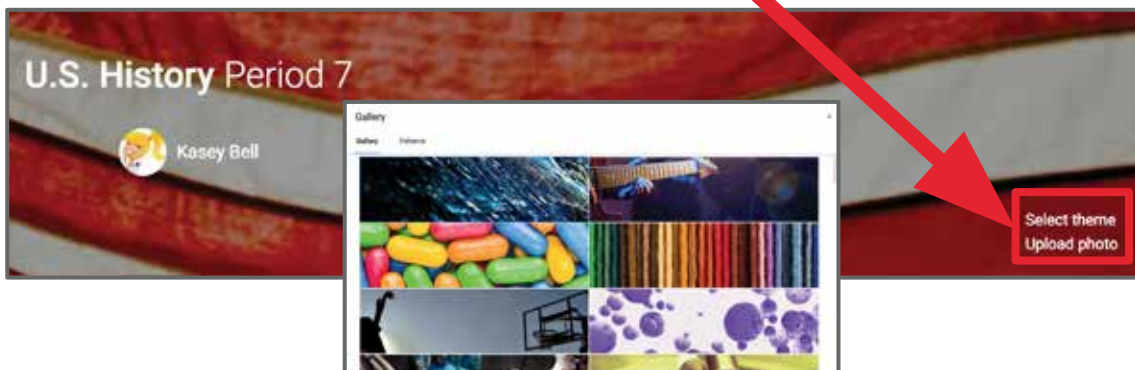 U.S. History Period 7
Kasey Bell
Gallery
Gallery Patterns
Select theme
Upload photo